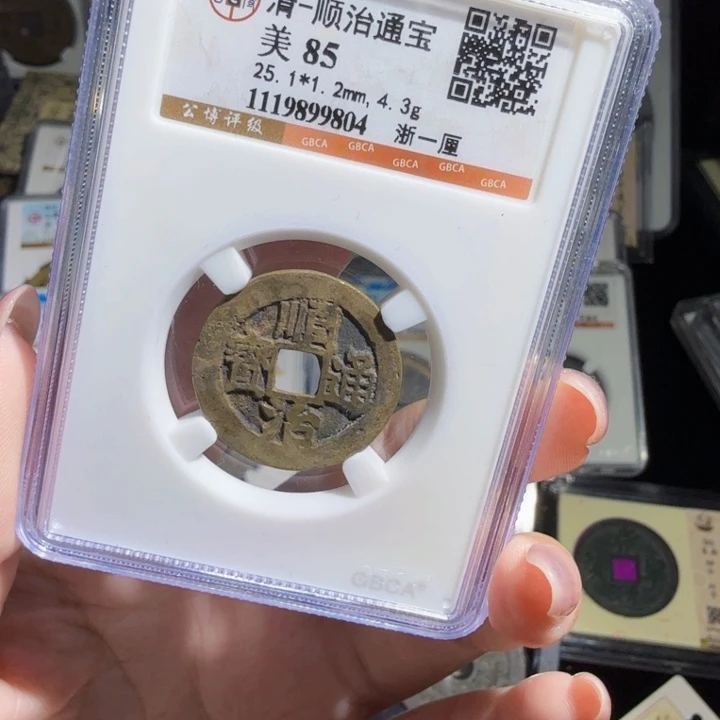 清-顺治通宝
美 85
25.1*1.2mm, 4.3g
1119899804 浙一厘
公博评级
GBCA GBCA GBCA GBCA GBCA
順治通寶
GBCA